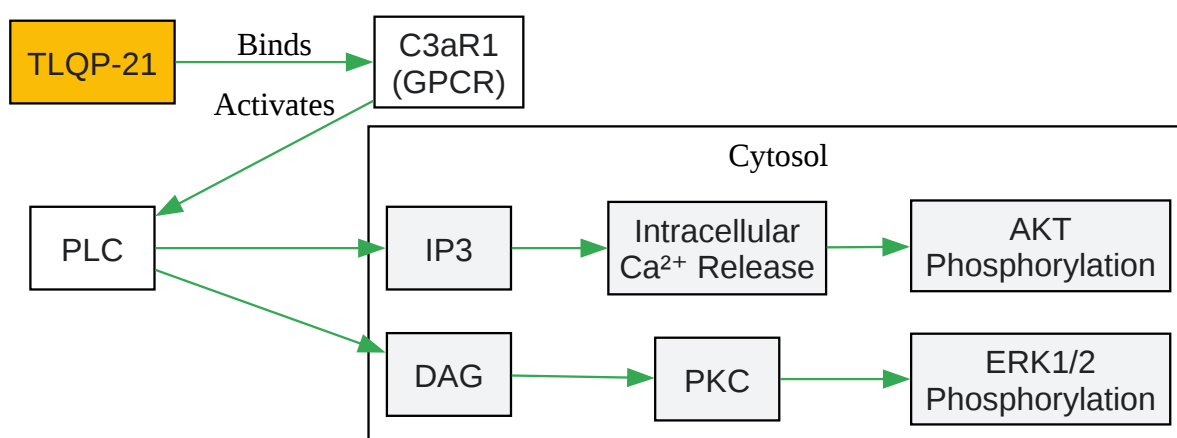 TLQP-21
Binds
C3aR1
(GPCR)
Activates
Cytosol
PLC
IP3
Intracellular
Ca²⁺ Release
AKT
Phosphorylation
DAG
PKC
ERK1/2
Phosphorylation